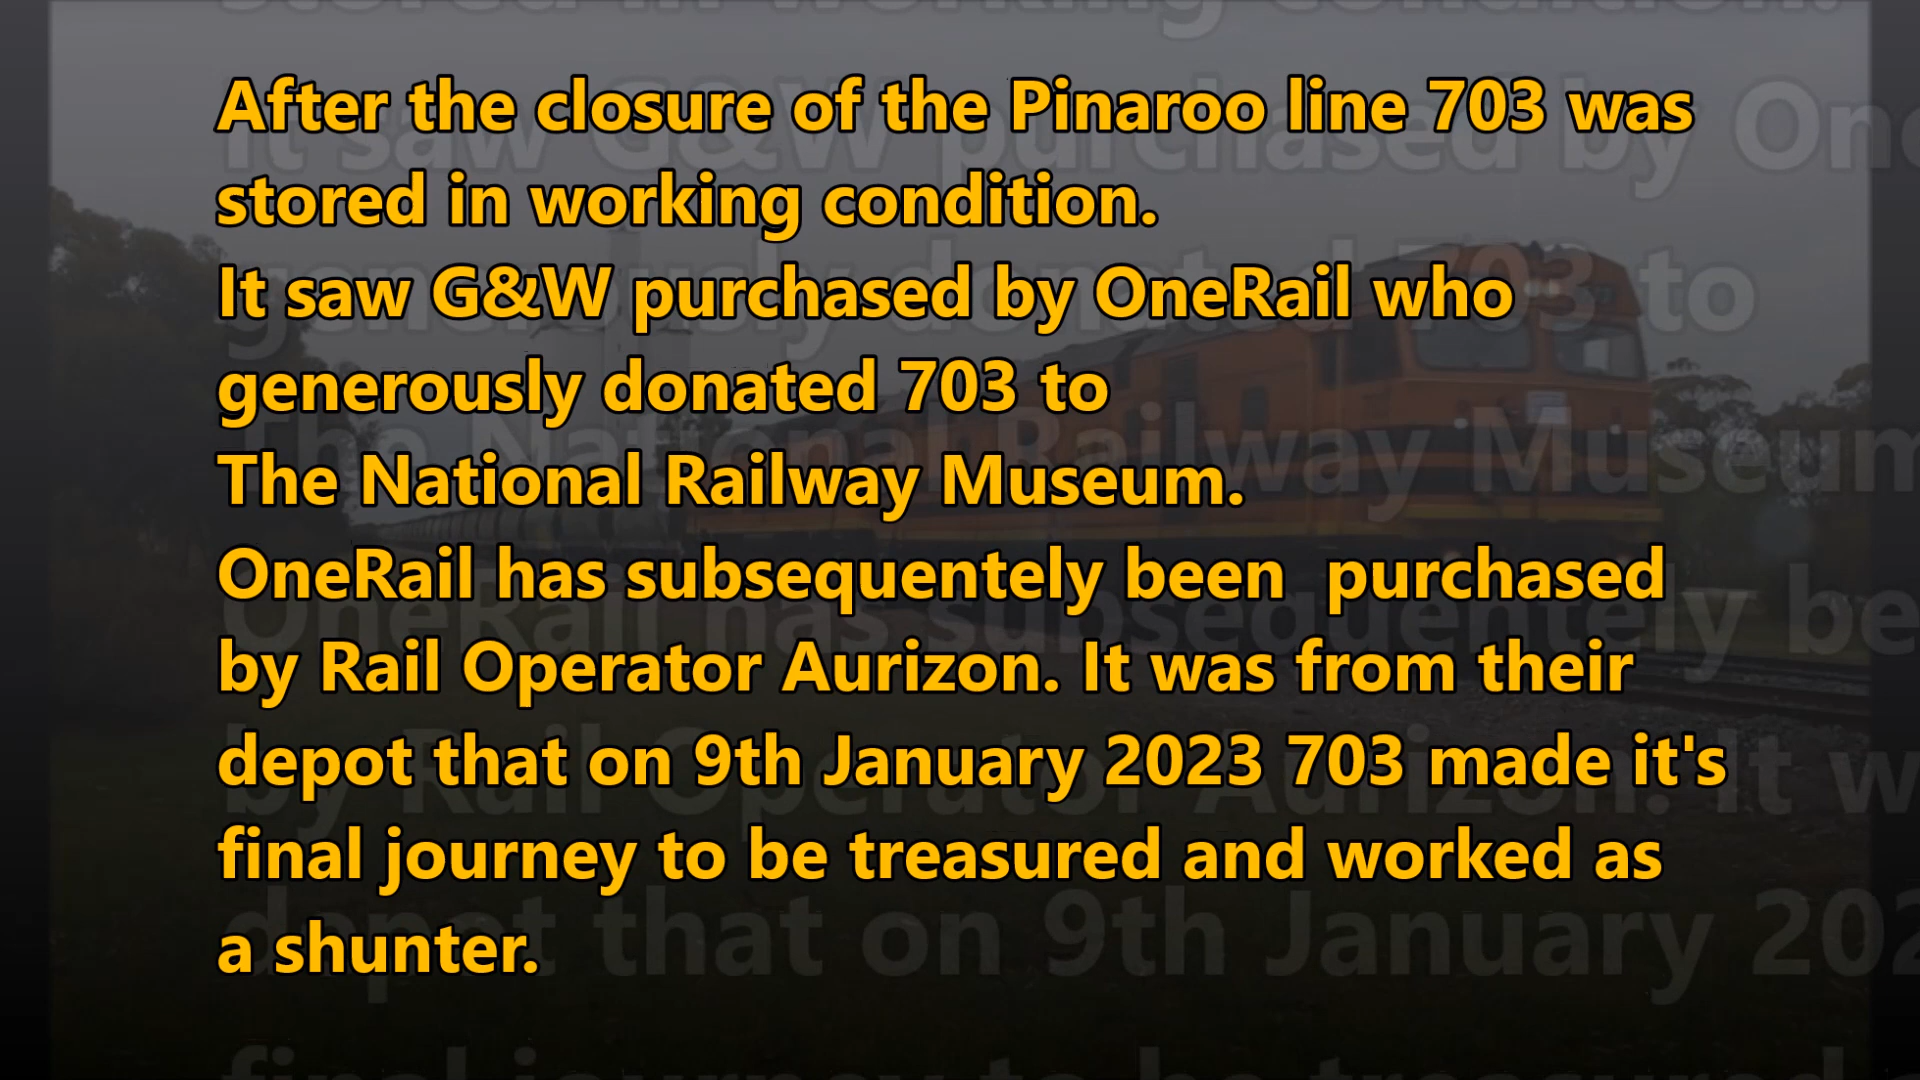 After the closure of the Pinaroo line 703 was
stored in working condition.
It saw G&W purchased by OneRail who
generously donated 703 to
The National Railway Museum.
OneRail has subsequentely been  purchased
by Rail Operator Aurizon. It was from their
depot that on 9th January 2023 703 made it's
final journey to be treasured and worked as
a shunter.